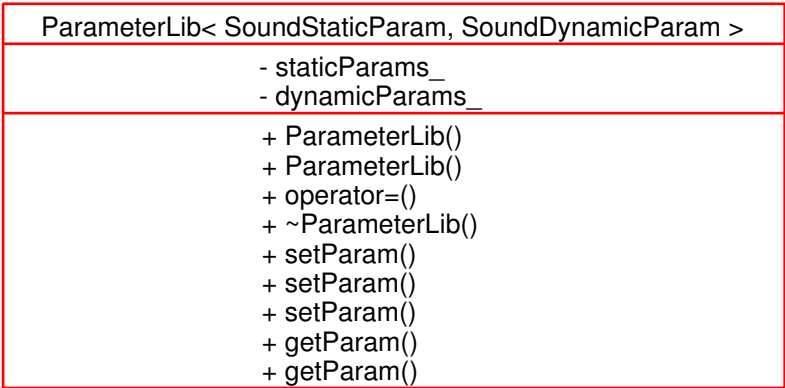 ParameterLib< SoundStaticParam, SoundDynamicParam >
- staticParams_
- dynamicParams_
+ ParameterLib()
+ ParameterLib()
+ operator=()
+ ~ParameterLib()
+ setParam()
+ setParam()
+ setParam()
+ getParam()
+ getParam()